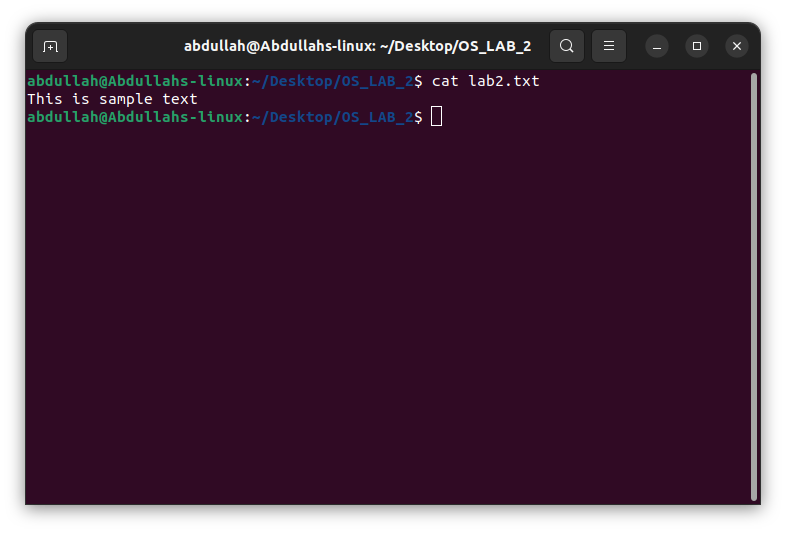 abdullah@Abdullahs-linux: ~/Desktop/OS_LAB_2
abdullah@Abdullahs-linux:~/Desktop/OS_LAB_2$ cat lab2.txt
This is sample text
abdullah@Abdullahs-linux:~/Desktop/OS_LAB_2$